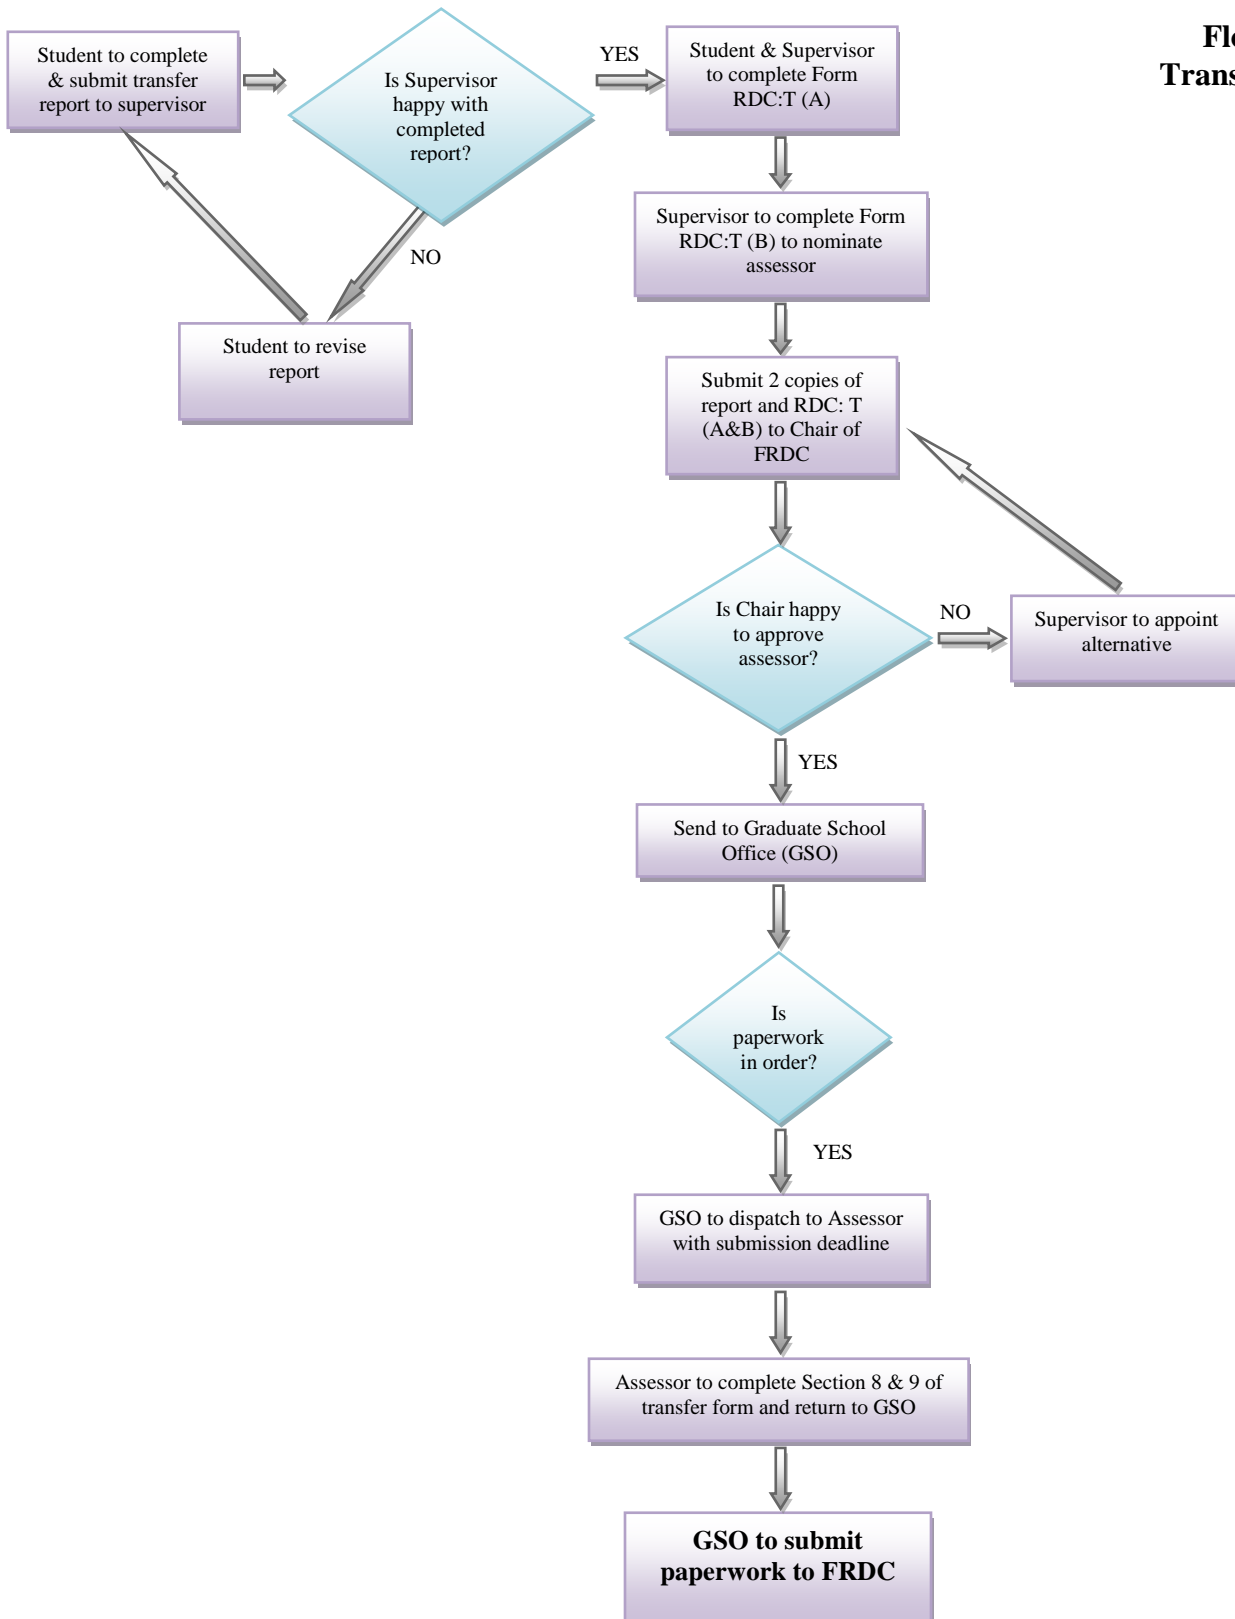 Student to complete
& submit transfer
report to supervisor
Is Supervisor
happy with
completed
report?
YES
Student & Supervisor
to complete Form
RDC:T (A)
NO
Student to revise
report
Supervisor to complete Form
RDC:T (B) to nominate
assessor
Submit 2 copies of
report and RDC: T
(A&B) to Chair of
FRDC
Is Chair happy
to approve
assessor?
NO
Supervisor to appoint
alternative
YES
Send to Graduate School
Office (GSO)
Is
paperwork
in order?
YES
GSO to dispatch to Assessor
with submission deadline
Assessor to complete Section 8 & 9 of
transfer form and return to GSO
GSO to submit
paperwork to FRDC